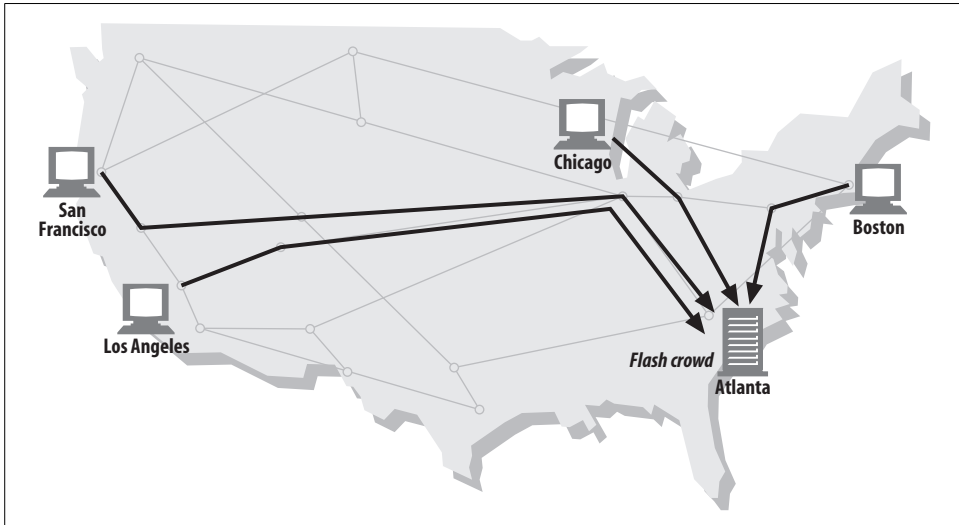 Chicago
San
Francisco
Boston
Los Angeles
Flash crowd
Atlanta